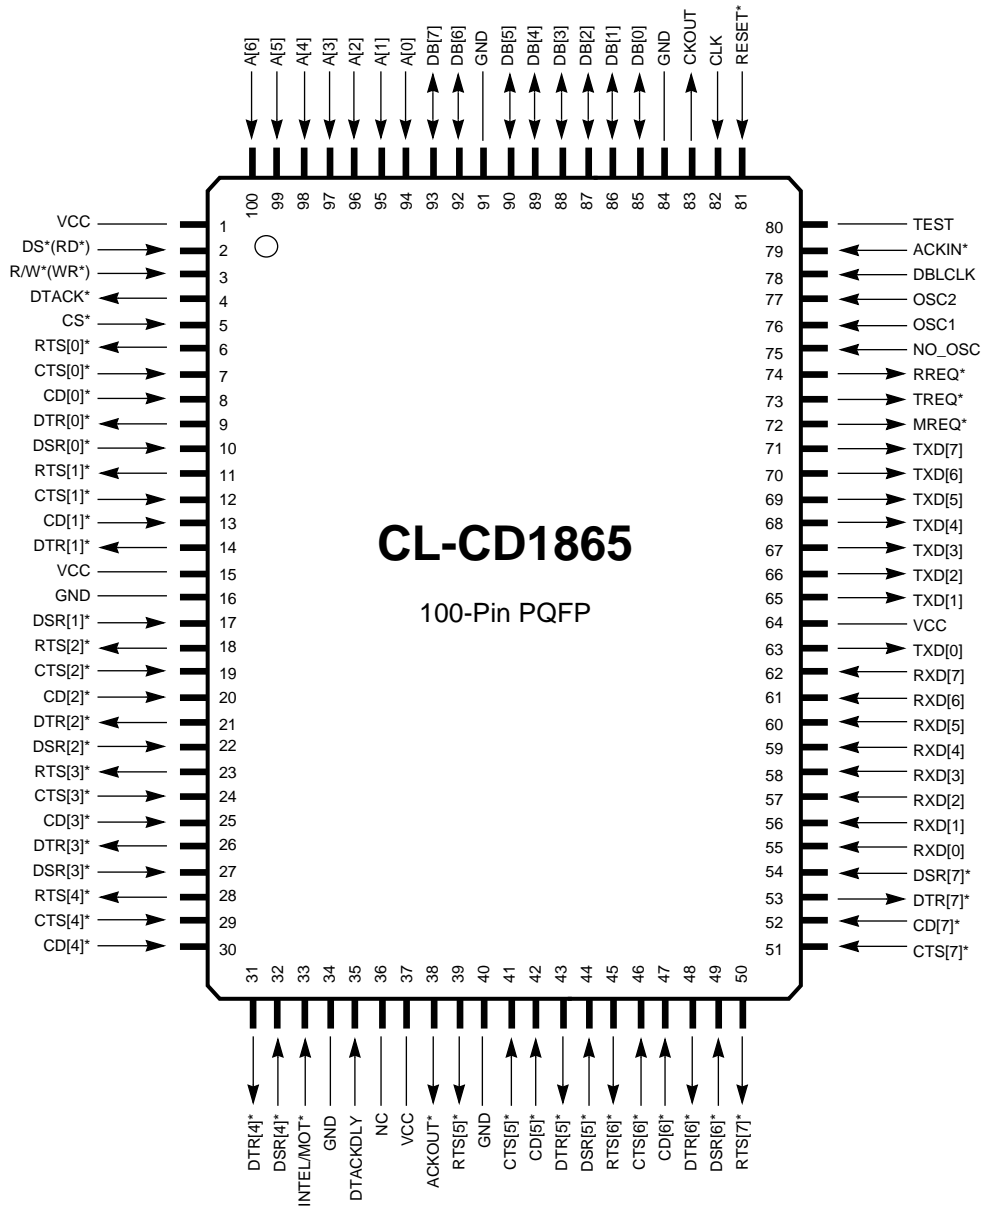 A[6] A[5] A[4] A[3] A[2] A[1] A[0] DB[7] DB[6] GND DB[5] DB[4] DB[3] DB[2] DB[1] DB[0] GND CKOUT CLK RESET*
100 99 98 97 96 95 94 93 92 91 90 89 88 87 86 85 84 83 82 81
VCC 1 80 TEST
DS*(RD*) 2 79 ACKIN*
R/W*(WR*) 3 78 DBLCLK
DTACK* 4 77 OSC2
CS* 5 76 OSC1
RTS[0]* 6 75 NO_OSC
CTS[0]* 7 74 RREQ*
CD[0]* 8 73 TREQ*
DTR[0]* 9 72 MREQ*
DSR[0]* 10 71 TXD[7]
RTS[1]* 11 70 TXD[6]
CTS[1]* 12 69 TXD[5]
CD[1]* 13 68 TXD[4]
DTR[1]* 14 67 TXD[3]
VCC 15 66 TXD[2]
GND 16 65 TXD[1]
DSR[1]* 17 64 VCC
RTS[2]* 18 63 TXD[0]
CTS[2]* 19 62 RXD[7]
CD[2]* 20 61 RXD[6]
DTR[2]* 21 60 RXD[5]
DSR[2]* 22 59 RXD[4]
RTS[3]* 23 58 RXD[3]
CTS[3]* 24 57 RXD[2]
CD[3]* 25 56 RXD[1]
DTR[3]* 26 55 RXD[0]
DSR[3]* 27 54 DSR[7]*
RTS[4]* 28 53 DTR[7]*
CTS[4]* 29 52 CD[7]*
CD[4]* 30 51 CTS[7]*
CL-CD1865
100-Pin PQFP
31 32 33 34 35 36 37 38 39 40 41 42 43 44 45 46 47 48 49 50
DTR[4]* DSR[4]* INTEL/MOT* GND DTACKDLY NC VCC ACKOUT* RTS[5]* GND CTS[5]* CD[5]* DTR[5]* DSR[5]* RTS[6]* CTS[6]* CD[6]* DTR[6]* DSR[6]* RTS[7]*